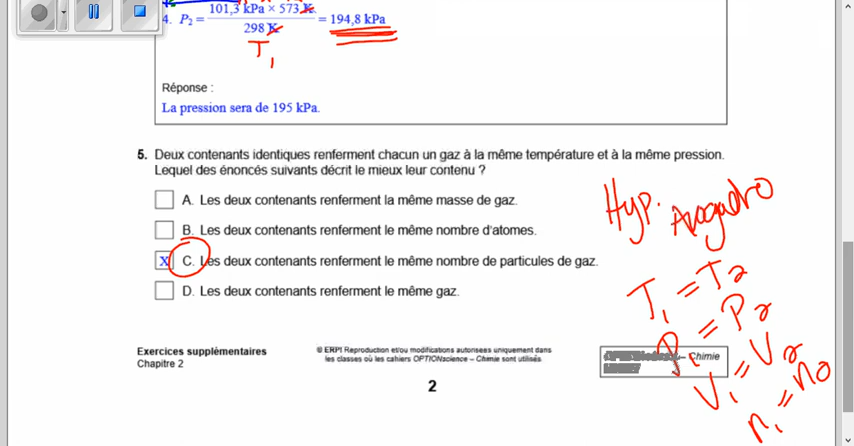 4. P2 = 101,3 kPa × 573 K / 298 K = 194,8 kPa
T1
Réponse :
La pression sera de 195 kPa.
5. Deux contenants identiques renferment chacun un gaz à la même température et à la même pression.
Lequel des énoncés suivants décrit le mieux leur contenu ?
A. Les deux contenants renferment la même masse de gaz.
B. Les deux contenants renferment le même nombre d'atomes.
X C. Les deux contenants renferment le même nombre de particules de gaz.
D. Les deux contenants renferment le même gaz.
Hyp. Avogadro
T1 = T2
P1 = P2
V1 = V2
n1 = n2
Exercices supplémentaires
Chapitre 2
© ERPI Reproduction et/ou modifications autorisées uniquement dans
les classes où les cahiers OPTIONscience – Chimie sont utilisés
– Chimie
2